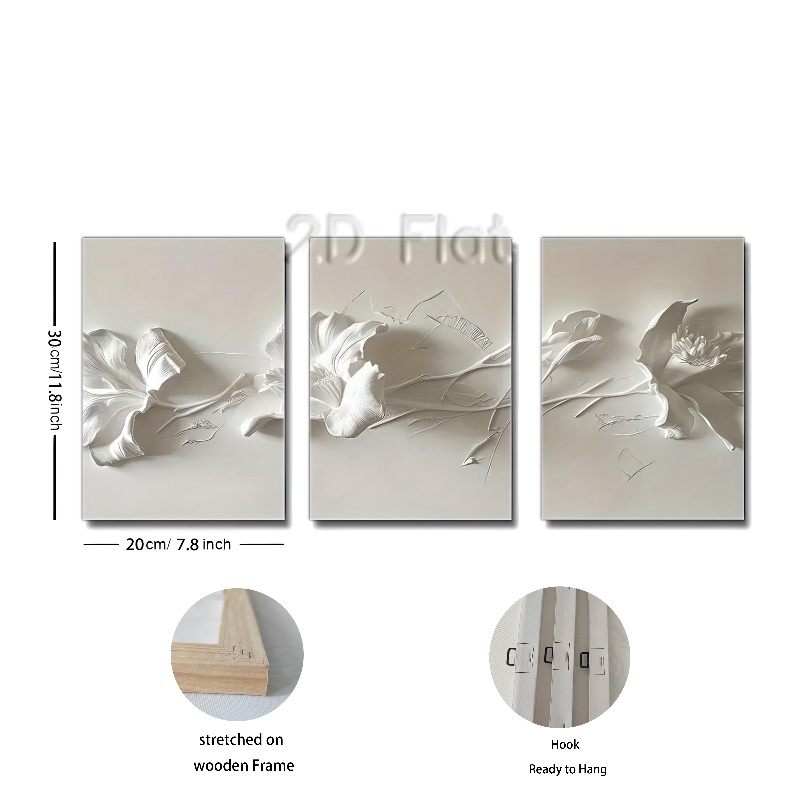 2D Flat
30cm/11.8inch
20cm/ 7.8 inch
stretched on
wooden Frame
Hook
Ready to Hang